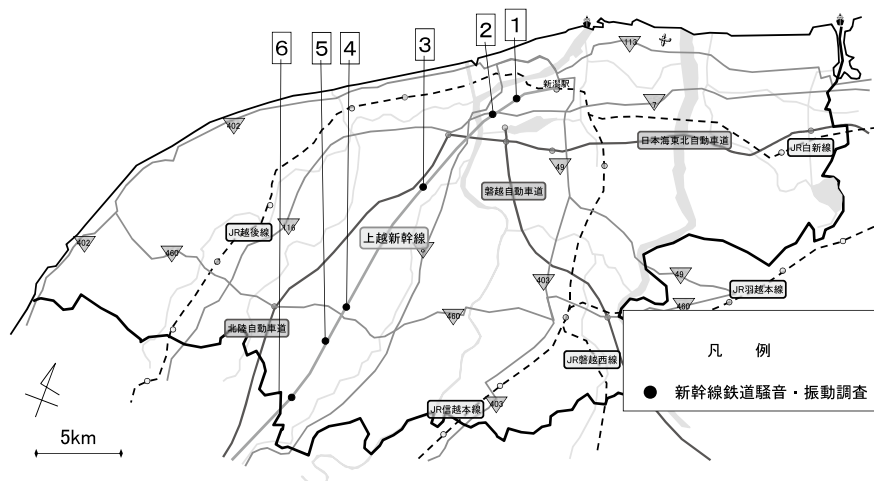 6
5
4
3
2
1
113
新潟駅
7
402
日本海東北自動車道
JR白新線
49
磐越自動車道
116
JR越後線
402
上越新幹線
8
460
403
49
JR羽越本線
460
460
北陸自動車道
凡 例
JR磐越西線
● 新幹線鉄道騒音・振動調査
403
JR信越本線
5km